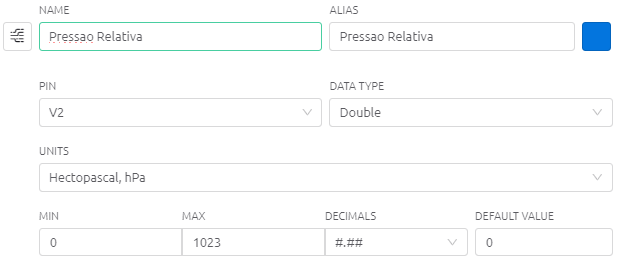 NAME ALIAS
Pressao Relativa Pressao Relativa
PIN DATA TYPE
V2 Double
UNITS
Hectopascal, hPa
MIN MAX DECIMALS DEFAULT VALUE
0 1023 #.## 0